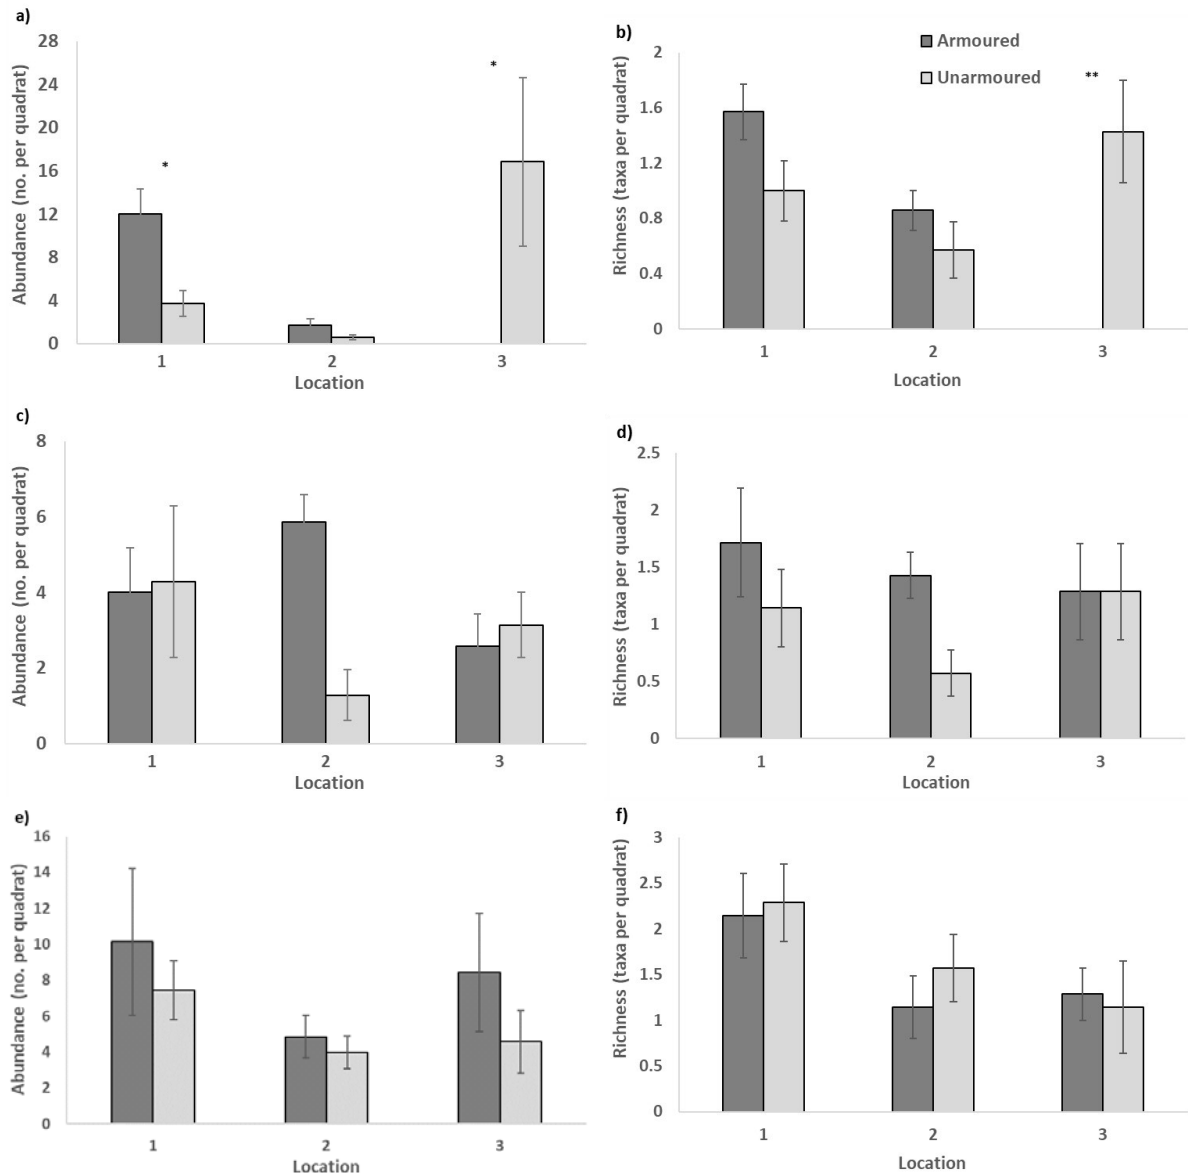 a)
Abundance (no. per quadrat)
28
24
20
16
12
8
4
0
*
*
1 2 3
Location
b)
Richness (taxa per quadrat)
2
1.6
1.2
0.8
0.4
0
Armoured
Unarmoured
**
1 2 3
Location
c)
Abundance (no. per quadrat)
8
6
4
2
0
1 2 3
Location
d)
Richness (taxa per quadrat)
2.5
2
1.5
1
0.5
0
1 2 3
Location
e)
Abundance (no. per quadrat)
16
14
12
10
8
6
4
2
0
1 2 3
Location
f)
Richness (taxa per quadrat)
3
2.5
2
1.5
1
0.5
0
1 2 3
Location